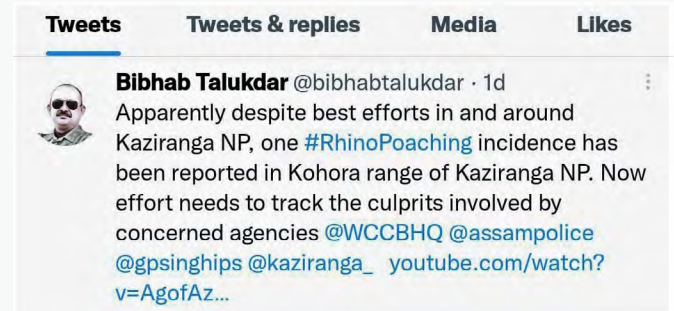 Tweets Tweets & replies Media Likes
Bibhab Talukdar @bibhabtalukdar · 1d
Apparently despite best efforts in and around
Kaziranga NP, one #RhinoPoaching incidence has
been reported in Kohora range of Kaziranga NP. Now
effort needs to track the culprits involved by
concerned agencies @WCCBHQ @assampolice
@gpsinghips @kaziranga_ youtube.com/watch?
v=AgofAz...